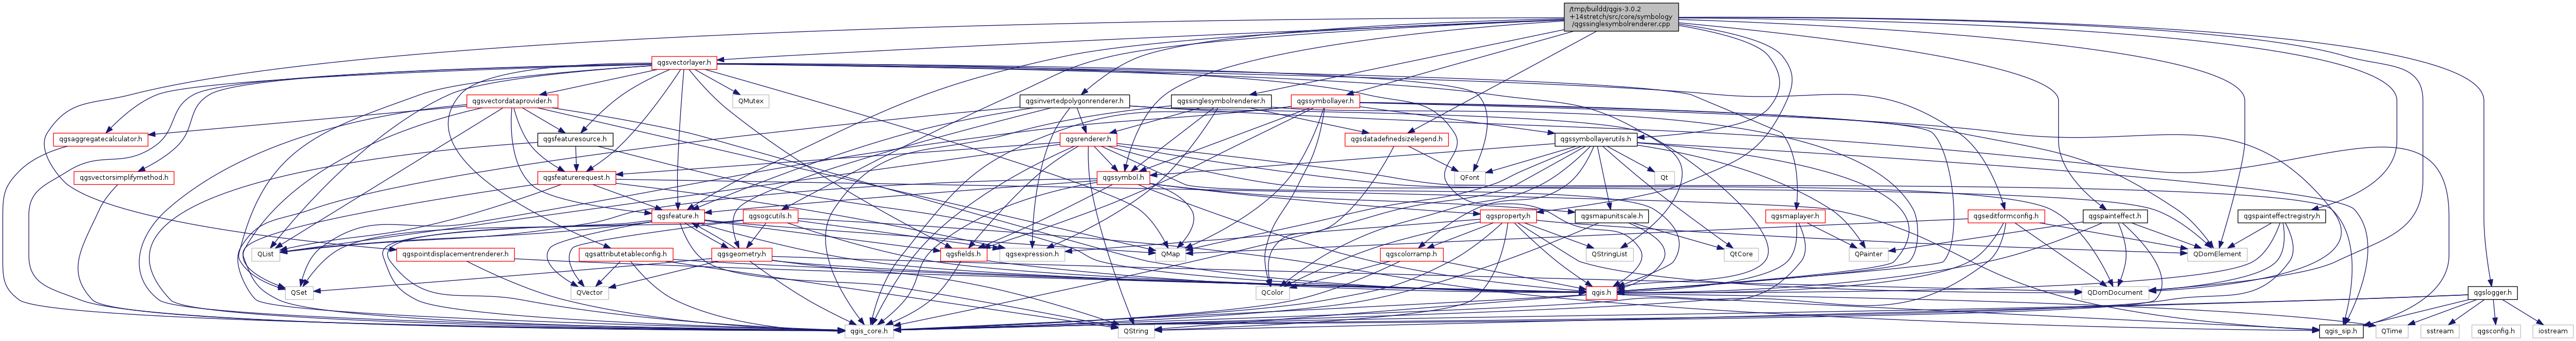 /tmp/buildd/qgis-3.0.2
+14stretch/src/core/symbology
/qgssinglesymbolrenderer.cpp
qgsvectorlayer.h
qgsvectordataprovider.h
QMutex
qgsinvertedpolygonrenderer.h
qgssinglesymbolrenderer.h
qgssymbollayer.h
qgsaggregatecalculator.h
qgsfeaturesource.h
qgsrenderer.h
qgsdatadefinedsizelegend.h
qgssymbollayerutils.h
qgsvectorsimplifymethod.h
qgsfeaturerequest.h
qgssymbol.h
QFont
Qt
qgsfeature.h
qgsogcutils.h
qgsproperty.h
qgsmapunitscale.h
qgsmaplayer.h
qgseditformconfig.h
qgspainteffect.h
qgspainteffectregistry.h
QList
qgspointdisplacementrenderer.h
qgsattributetableconfig.h
qgsgeometry.h
qgsfields.h
qgsexpression.h
QMap
qgscolorramp.h
QStringList
QtCore
QPainter
QDomElement
QSet
QVector
QColor
qgis.h
QDomDocument
qgslogger.h
qgis_core.h
QString
qgis_sip.h
QTime
sstream
qgsconfig.h
iostream